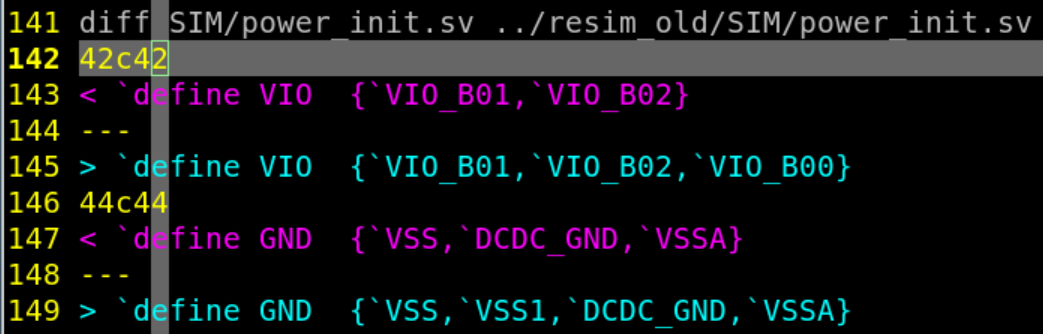 141 diff SIM/power_init.sv ../resim_old/SIM/power_init.sv
142 42c42
143 < `define VIO  {`VIO_B01,`VIO_B02}
144 ---
145 > `define VIO  {`VIO_B01,`VIO_B02,`VIO_B00}
146 44c44
147 < `define GND  {`VSS,`DCDC_GND,`VSSA}
148 ---
149 > `define GND  {`VSS,`VSS1,`DCDC_GND,`VSSA}